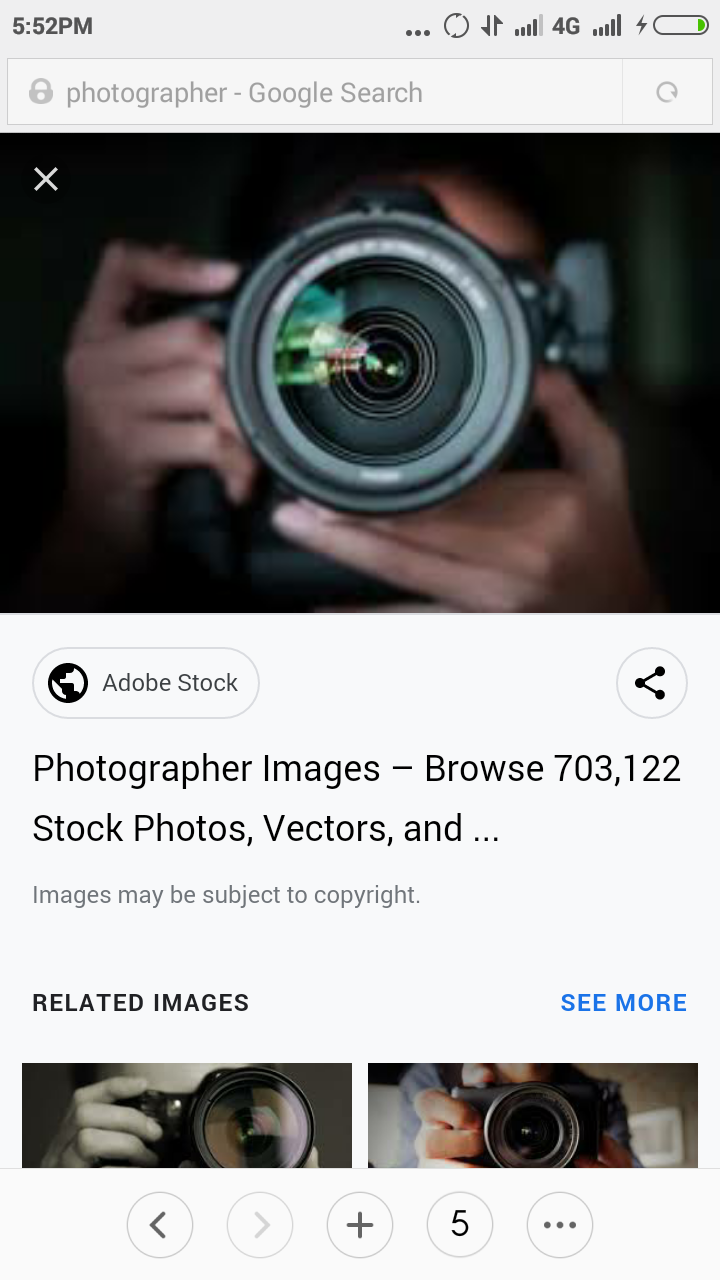 5:52PM
4G
photographer - Google Search
Adobe Stock
Photographer Images – Browse 703,122
Stock Photos, Vectors, and ...
Images may be subject to copyright.
RELATED IMAGES
SEE MORE
5